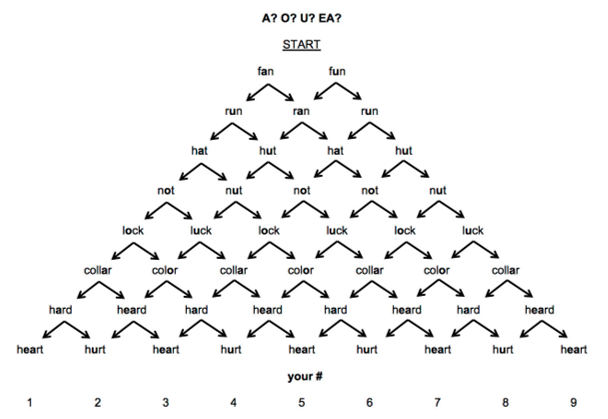 A? O? U? EA?
START
fan fun
run ran run
hat hut hat hut
not nut not not nut
lock luck lock luck lock luck
collar color collar color collar color collar
hard heard hard heard hard heard hard heard
heart hurt heart hurt heart hurt heart hurt heart
your #
1 2 3 4 5 6 7 8 9